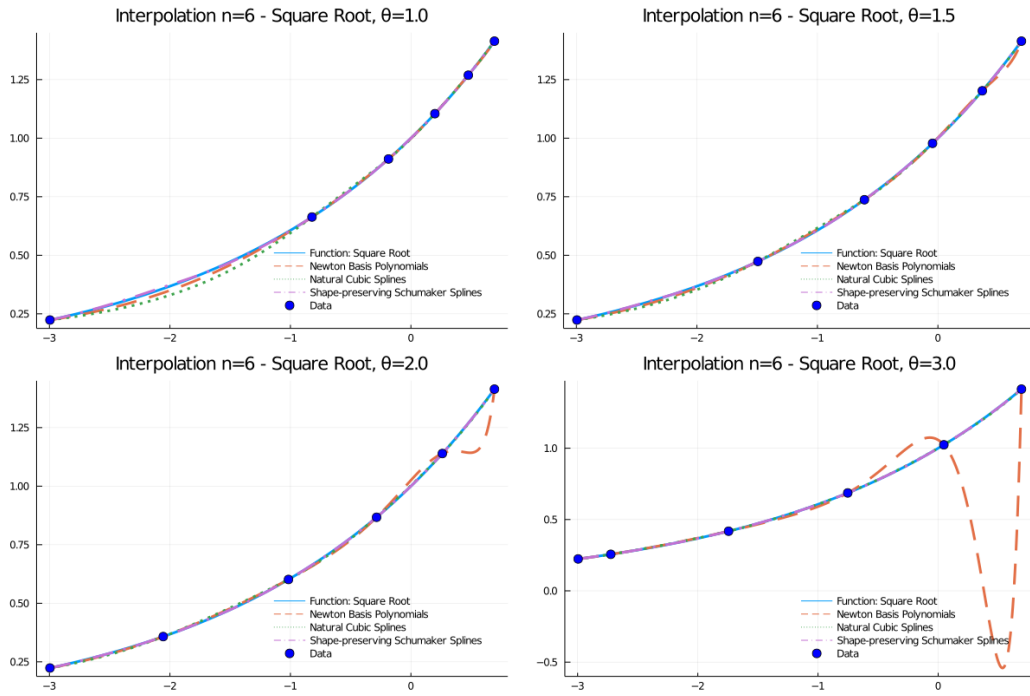 Interpolation n=6 - Square Root, θ=1.0
1.25
1.00
0.75
0.50
0.25
Function: Square Root
Newton Basis Polynomials
Natural Cubic Splines
Shape-preserving Schumaker Splines
Data
−3
−2
−1
0
Interpolation n=6 - Square Root, θ=1.5
1.25
1.00
0.75
0.50
0.25
Function: Square Root
Newton Basis Polynomials
Natural Cubic Splines
Shape-preserving Schumaker Splines
Data
−3
−2
−1
0
Interpolation n=6 - Square Root, θ=2.0
1.25
1.00
0.75
0.50
0.25
Function: Square Root
Newton Basis Polynomials
Natural Cubic Splines
Shape-preserving Schumaker Splines
Data
−3
−2
−1
0
Interpolation n=6 - Square Root, θ=3.0
1.0
0.5
0.0
−0.5
Function: Square Root
Newton Basis Polynomials
Natural Cubic Splines
Shape-preserving Schumaker Splines
Data
−3
−2
−1
0